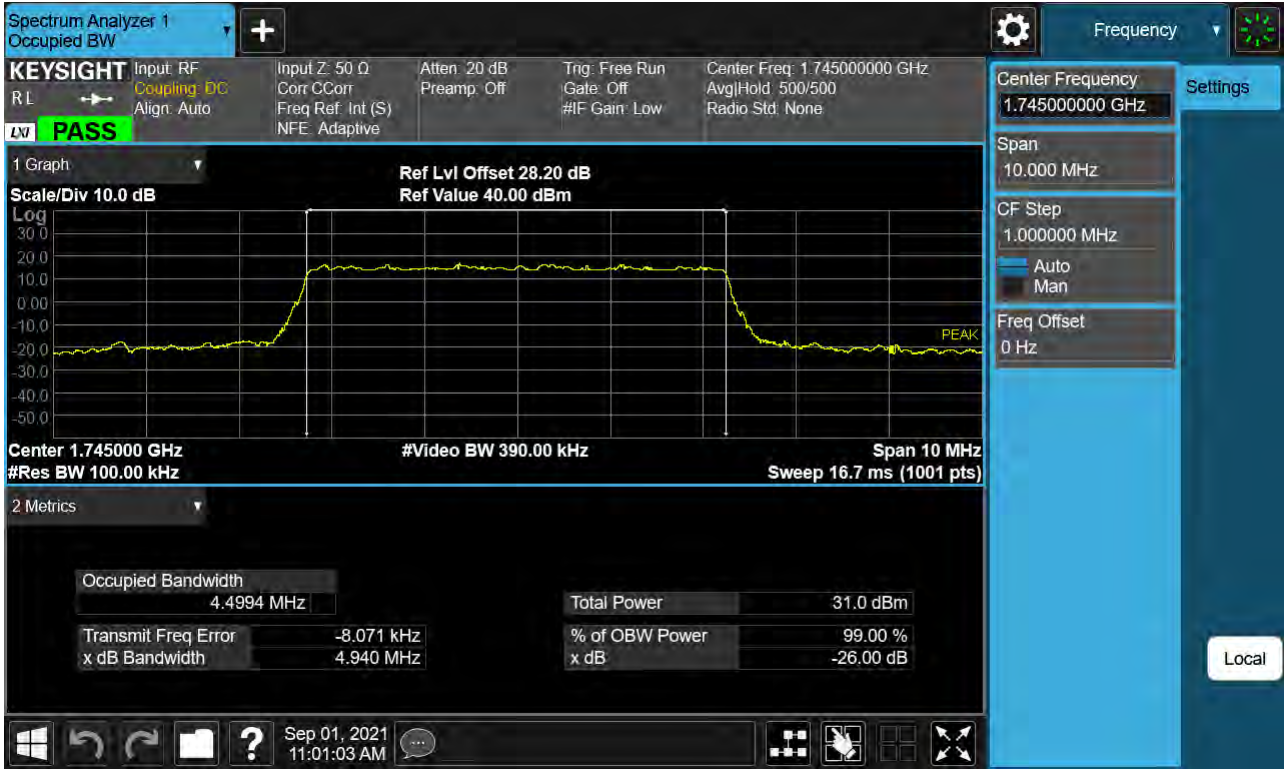 Spectrum Analyzer 1
Occupied BW
+
Frequency
KEYSIGHT
R L
LXI PASS
Input: RF
Coupling: DC
Align: Auto
Input Z: 50 Ω
Corr CCorr
Freq Ref: Int (S)
NFE: Adaptive
Atten: 20 dB
Preamp: Off
Trig: Free Run
Gate: Off
#IF Gain: Low
Center Freq: 1.745000000 GHz
Avg|Hold: 500/500
Radio Std: None
Center Frequency
1.745000000 GHz
Settings
Span
10.000 MHz
CF Step
1.000000 MHz
Auto
Man
Freq Offset
0 Hz
Local
1 Graph
Scale/Div 10.0 dB
Ref Lvl Offset 28.20 dB
Ref Value 40.00 dBm
Log
30.0
20.0
10.0
0.00
-10.0
-20.0
-30.0
-40.0
-50.0
PEAK
Center 1.745000 GHz
#Video BW 390.00 kHz
Span 10 MHz
#Res BW 100.00 kHz
Sweep 16.7 ms (1001 pts)
2 Metrics
Occupied Bandwidth
4.4994 MHz
Total Power 31.0 dBm
Transmit Freq Error -8.071 kHz
% of OBW Power 99.00 %
x dB Bandwidth 4.940 MHz
x dB -26.00 dB
?
Sep 01, 2021
11:01:03 AM